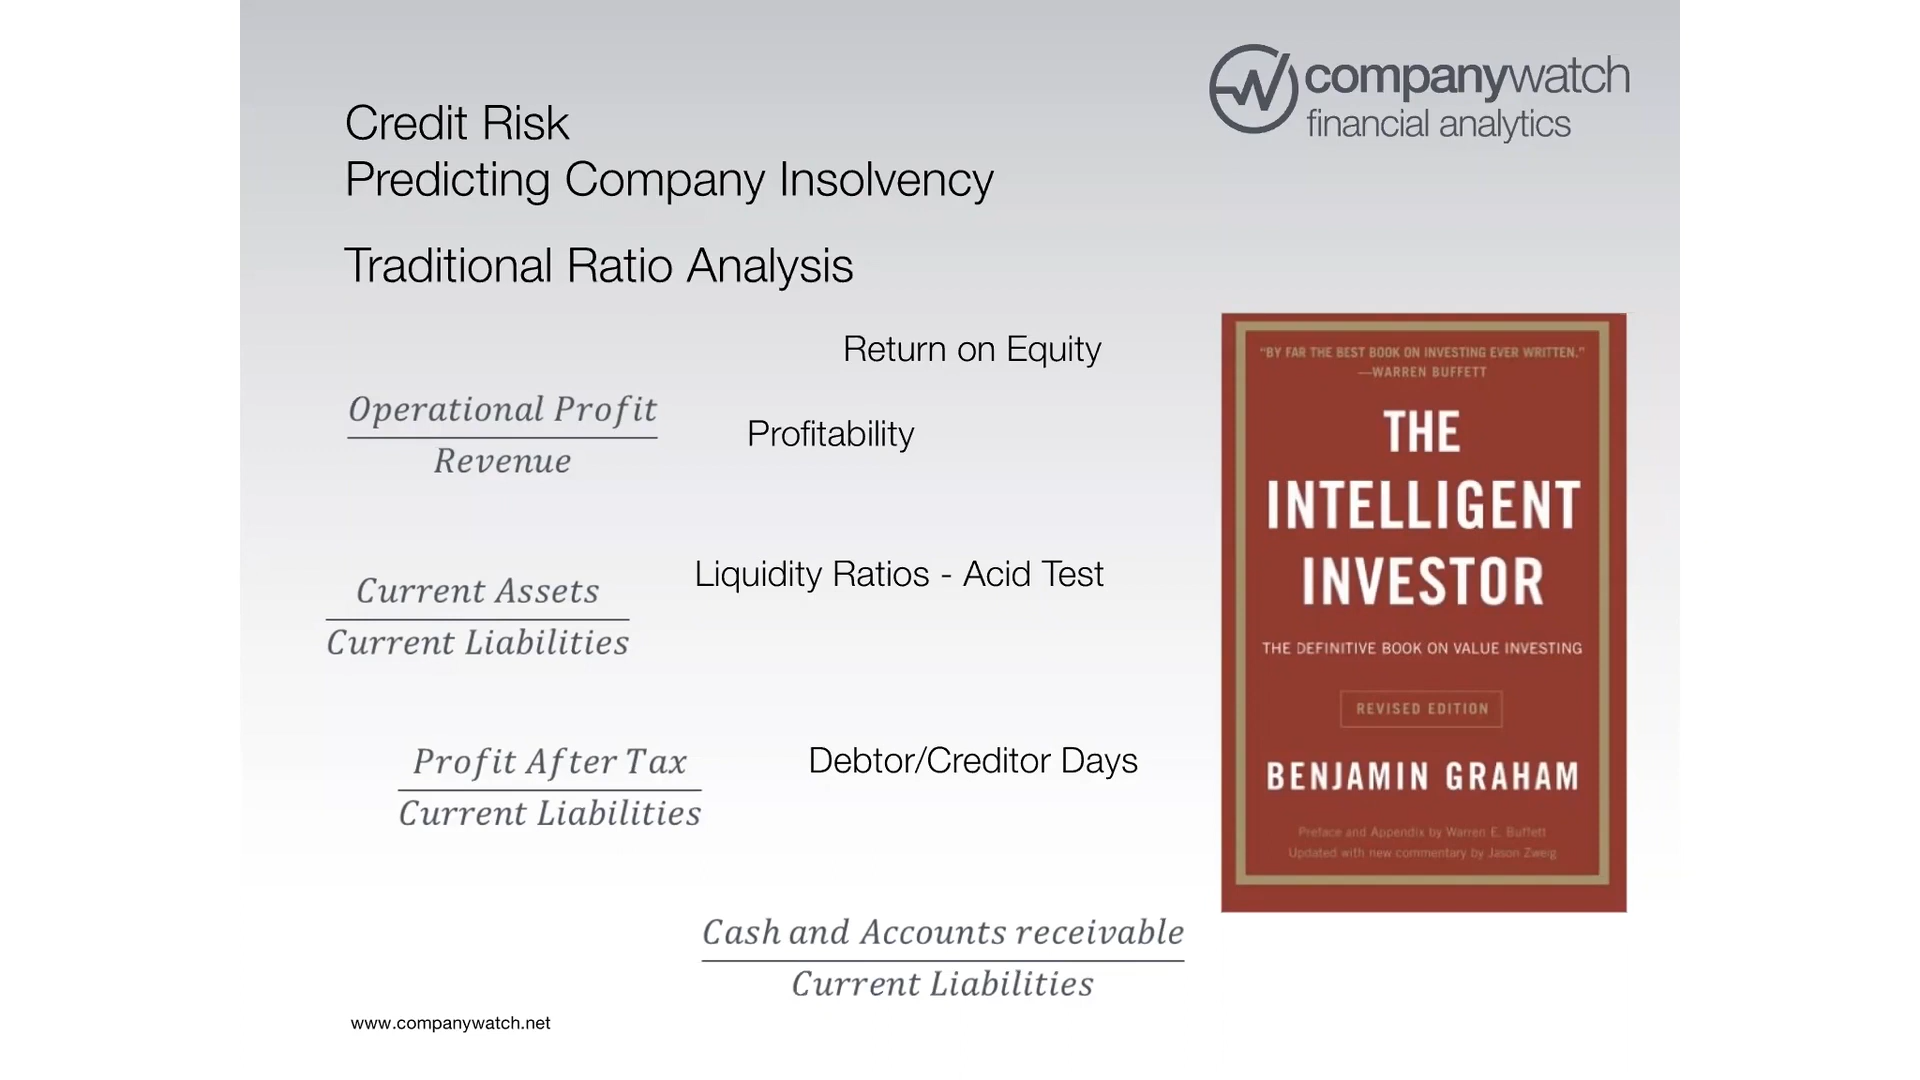 companywatch
financial analytics
Credit Risk
Predicting Company Insolvency
Traditional Ratio Analysis
Return on Equity
Operational Profit
Revenue
Profitability
Current Assets
Current Liabilities
Liquidity Ratios - Acid Test
Profit After Tax
Current Liabilities
Debtor/Creditor Days
Cash and Accounts receivable
Current Liabilities
"BY FAR THE BEST BOOK ON INVESTING EVER WRITTEN."
—WARREN BUFFETT
THE
INTELLIGENT
INVESTOR
THE DEFINITIVE BOOK ON VALUE INVESTING
REVISED EDITION
BENJAMIN GRAHAM
Preface and Appendix by Warren E. Buffett
Updated with new commentary by Jason Zweig
www.companywatch.net